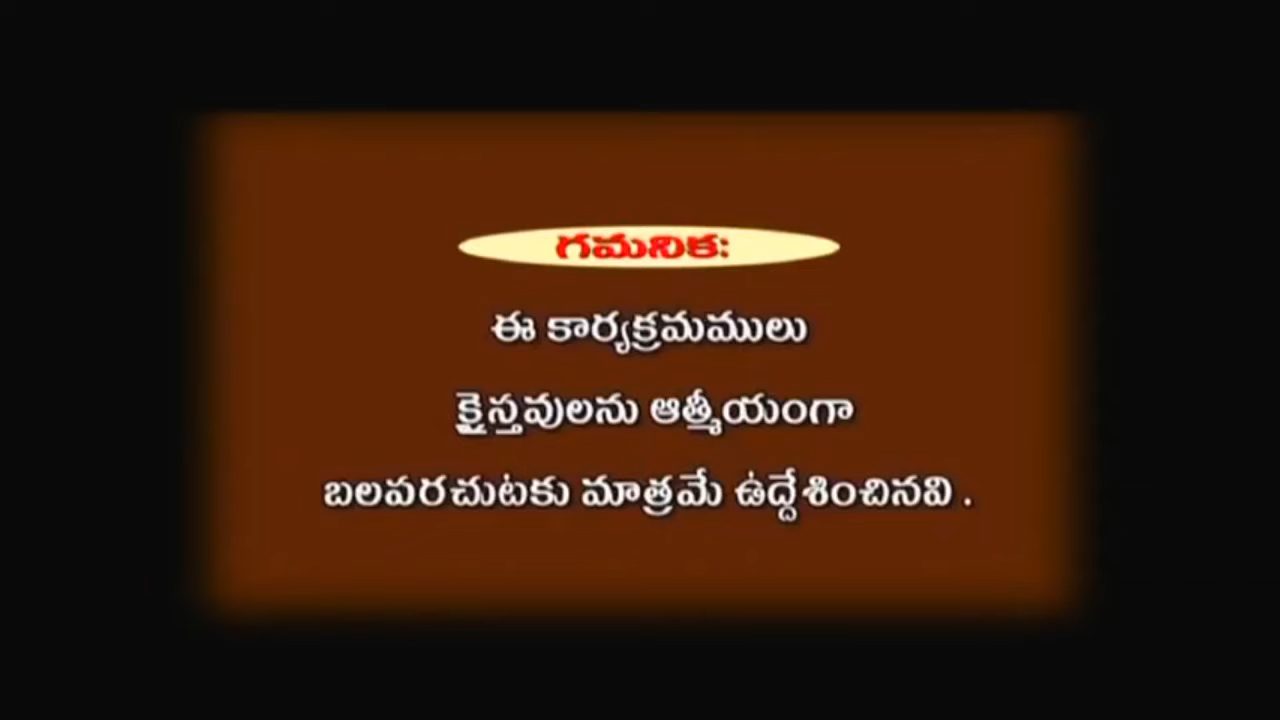 గమనిక:
ఈ కార్యక్రమములు
క్రైస్తవులను ఆత్మీయంగా
బలపరచుటకు మాత్రమే ఉద్దేశించినవి .